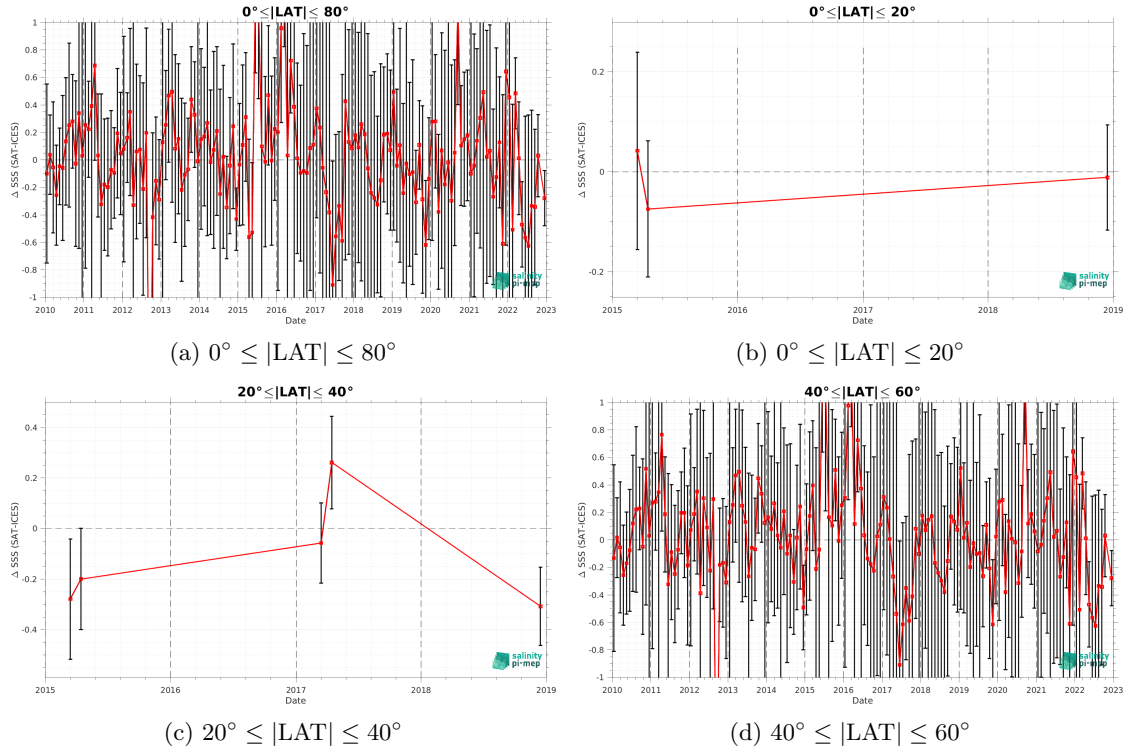 0°≤|LAT|≤ 80°
Δ SSS (SAT-ICES)
1
0.8
0.6
0.4
0.2
0
-0.2
-0.4
-0.6
-0.8
-1
2010 2011 2012 2013 2014 2015 2016 2017 2018 2019 2020 2021 2022 2023
Date
salinity
pi-mep
(a) 0° ≤ |LAT| ≤ 80°
0°≤|LAT|≤ 20°
Δ SSS (SAT-ICES)
0.2
0
-0.2
2015 2016 2017 2018 2019
Date
salinity
pi-mep
(b) 0° ≤ |LAT| ≤ 20°
20°≤|LAT|≤ 40°
Δ SSS (SAT-ICES)
0.4
0.2
0
-0.2
-0.4
2015 2016 2017 2018 2019
Date
salinity
pi-mep
(c) 20° ≤ |LAT| ≤ 40°
40°≤|LAT|≤ 60°
Δ SSS (SAT-ICES)
1
0.8
0.6
0.4
0.2
0
-0.2
-0.4
-0.6
-0.8
-1
2010 2011 2012 2013 2014 2015 2016 2017 2018 2019 2020 2021 2022 2023
Date
salinity
pi-mep
(d) 40° ≤ |LAT| ≤ 60°